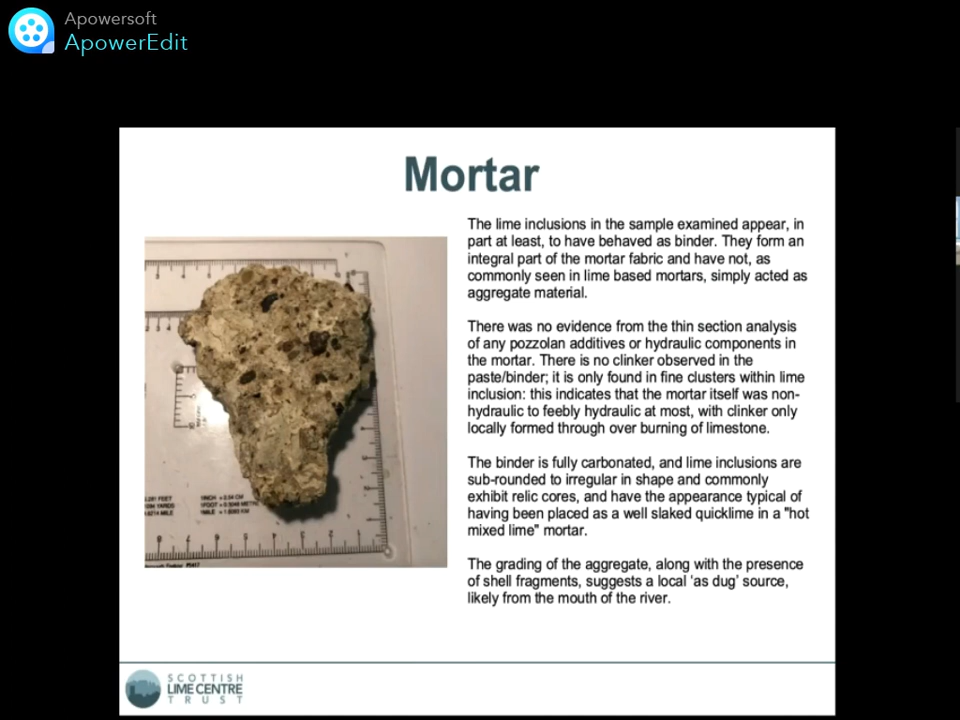 Apowersoft
ApowerEdit
Mortar
The lime inclusions in the sample examined appear, in
part at least, to have behaved as binder. They form an
integral part of the mortar fabric and have not, as
commonly seen in lime based mortars, simply acted as
aggregate material.
There was no evidence from the thin section analysis
of any pozzolan additives or hydraulic components in
the mortar. There is no clinker observed in the
paste/binder; it is only found in fine clusters within lime
inclusion: this indicates that the mortar itself was non-
hydraulic to feebly hydraulic at most, with clinker only
locally formed through over burning of limestone.
The binder is fully carbonated, and lime inclusions are
sub-rounded to irregular in shape and commonly
exhibit relic cores, and have the appearance typical of
having been placed as a well slaked quicklime in a "hot
mixed lime" mortar.
The grading of the aggregate, along with the presence
of shell fragments, suggests a local 'as dug' source,
likely from the mouth of the river.
1INCH = 2.54 CM
SCOTTISH
LIME CENTRE
TRUST